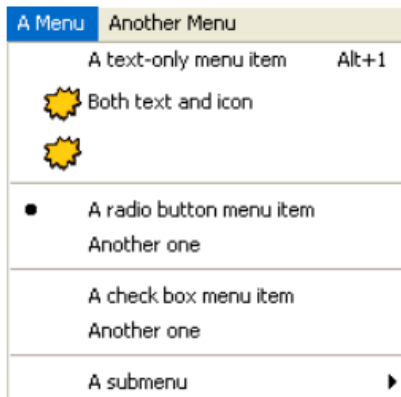 A Menu Another Menu
A text-only menu item Alt+1
Both text and icon
A radio button menu item
Another one
A check box menu item
Another one
A submenu